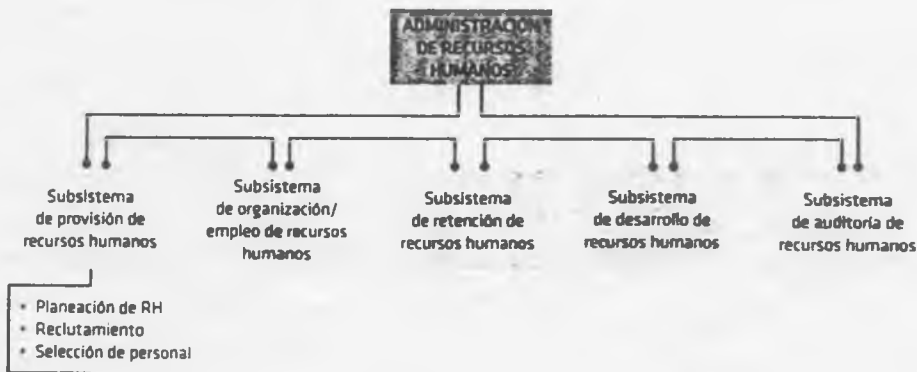 ADMINISTRACIÓN
DE RECURSOS
HUMANOS
Subsistema
de provisión de
recursos humanos
Subsistema
de organización/
empleo de recursos
humanos
Subsistema
de retención de
recursos humanos
Subsistema
de desarrollo de
recursos humanos
Subsistema
de auditoría de
recursos humanos
• Planeación de RH
• Reclutamiento
• Selección de personal